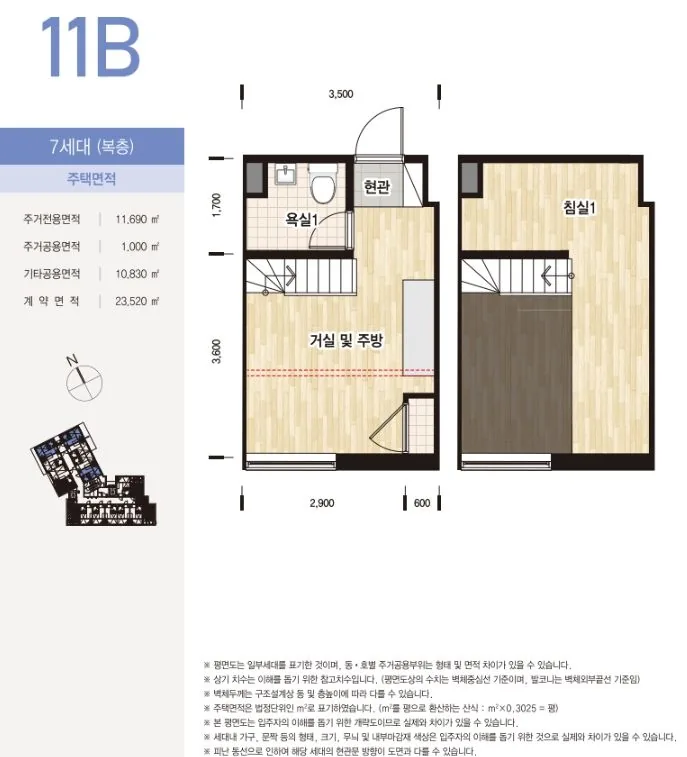 11B
7세대 (복층)
주택면적
주거전용면적 | 11,690 ㎡
주거공용면적 | 1,000 ㎡
기타공용면적 | 10,830 ㎡
계 약 면 적 | 23,520 ㎡
N
3,500
1,700
3,600
현관
욕실1
거실 및 주방
침실1
2,900
600
※ 평면도는 일부세대를 표기한 것이며, 동·호별 주거공용부위는 형태 및 면적 차이가 있을 수 있습니다.
※ 상기 치수는 이해를 돕기 위한 참고치수입니다. (평면도상의 수치는 벽체중심선 기준이며, 발코니는 벽체외부끝선 기준임)
※ 벽체두께는 구조설계상 동 및 층높이에 따라 다를 수 있습니다.
※ 주택면적은 법정단위인 m²로 표기하였습니다. (m²를 평으로 환산하는 산식 : m²×0.3025 = 평)
※ 본 평면도는 입주자의 이해를 돕기 위한 개략도이므로 실제와 차이가 있을 수 있습니다.
※ 세대내 가구, 문짝 등의 형태, 크기, 무늬 및 내부마감재 색상은 입주자의 이해를 돕기 위한 것으로 실제와 차이가 있을 수 있습니다.
※ 피난 동선으로 인하여 해당 세대의 현관문 방향이 도면과 다를 수 있습니다.